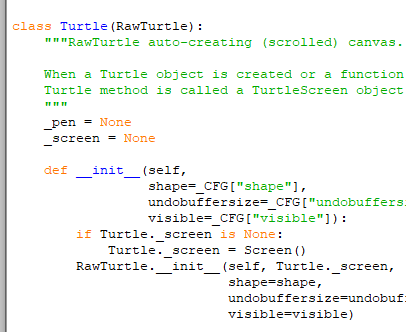 class Turtle(RawTurtle):
    """RawTurtle auto-creating (scrolled) canvas.

    When a Turtle object is created or a function
    Turtle method is called a TurtleScreen object
    """
    _pen = None
    _screen = None

    def __init__(self,
                 shape=_CFG["shape"],
                 undobuffersize=_CFG["undobuffers
                 visible=_CFG["visible"]):
        if Turtle._screen is None:
            Turtle._screen = Screen()
        RawTurtle.__init__(self, Turtle._screen,
                           shape=shape,
                           undobuffersize=undobuf
                           visible=visible)